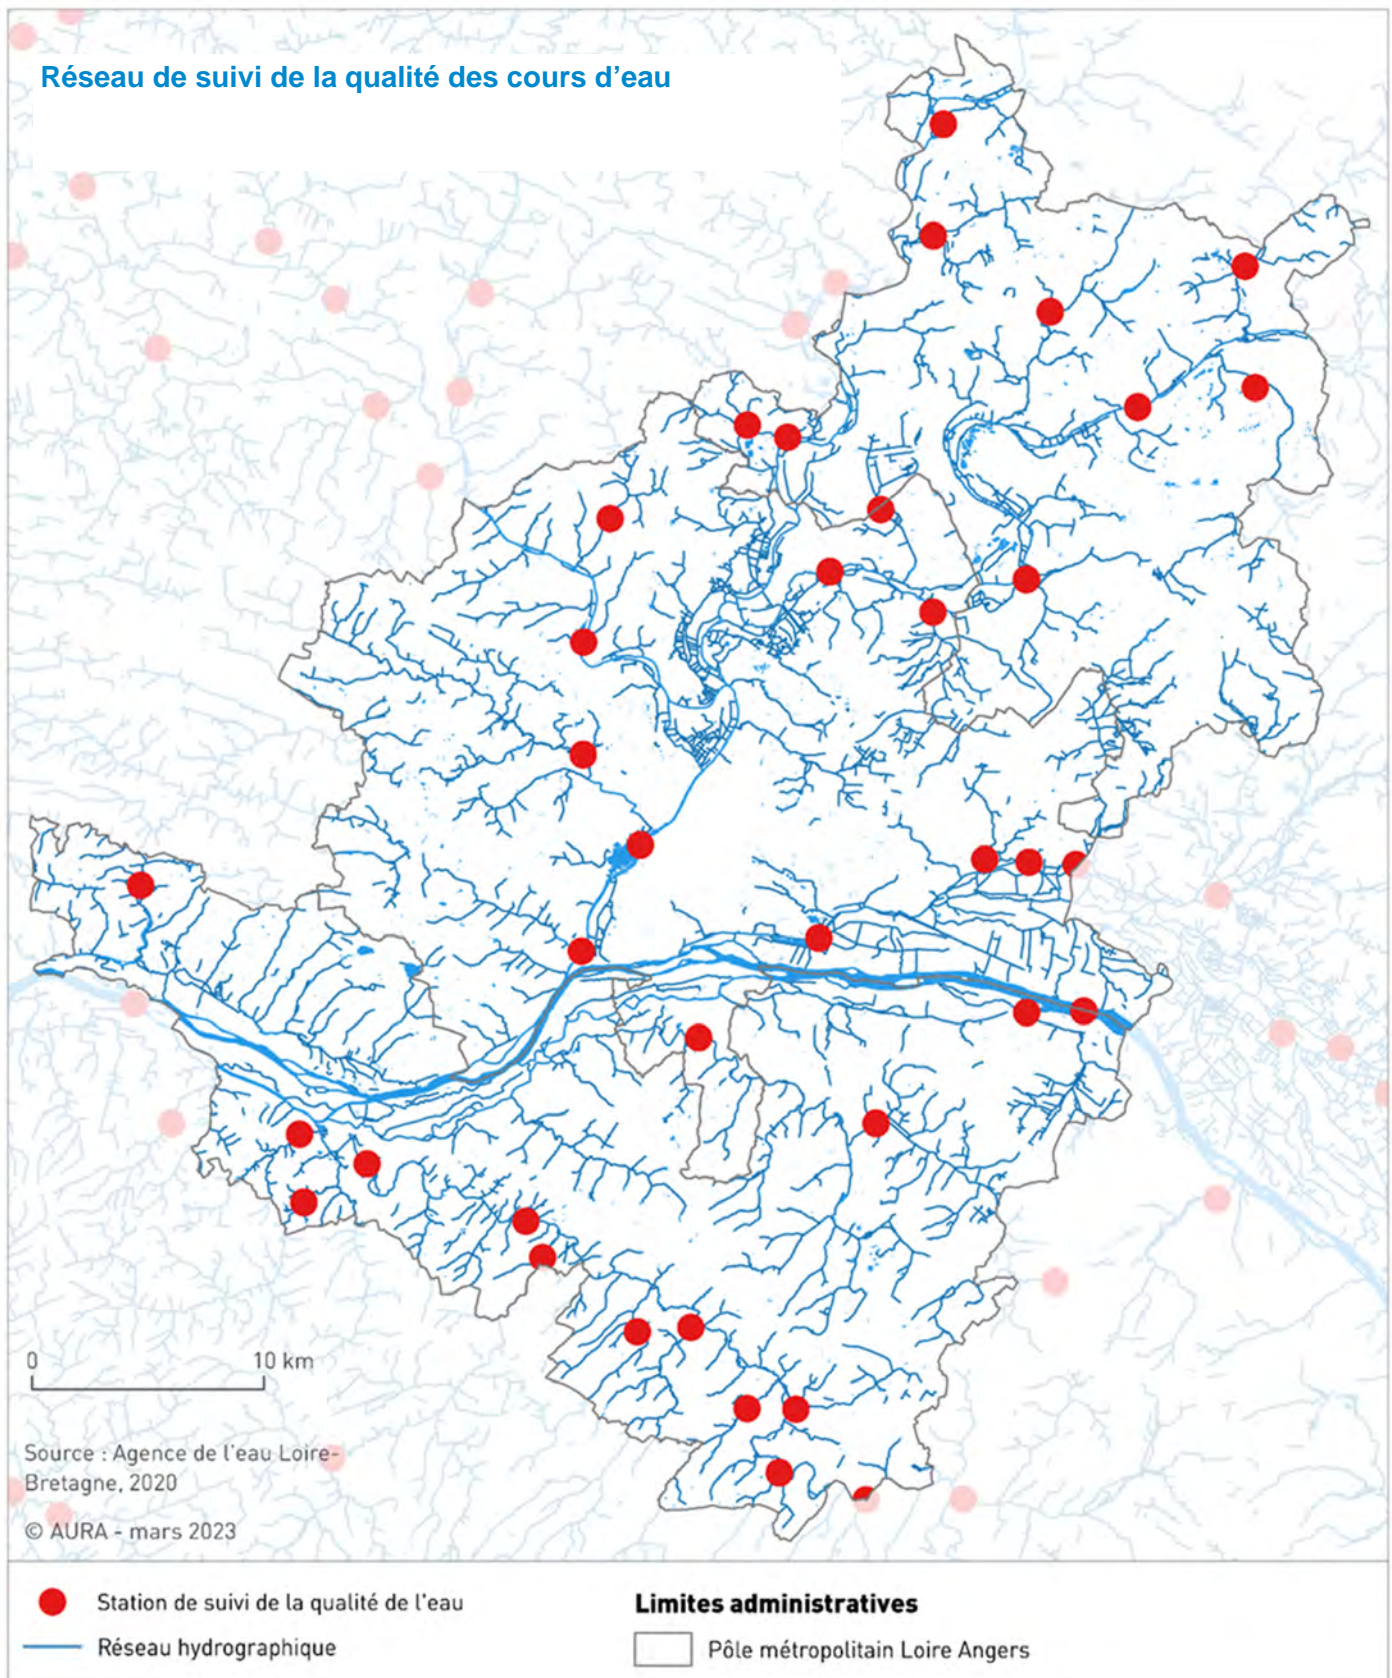 Réseau de suivi de la qualité des cours d'eau
0 10 km
Source : Agence de l'eau Loire-
Bretagne, 2020
© AURA - mars 2023
Station de suivi de la qualité de l'eau
Réseau hydrographique
Limites administratives
Pôle métropolitain Loire Angers